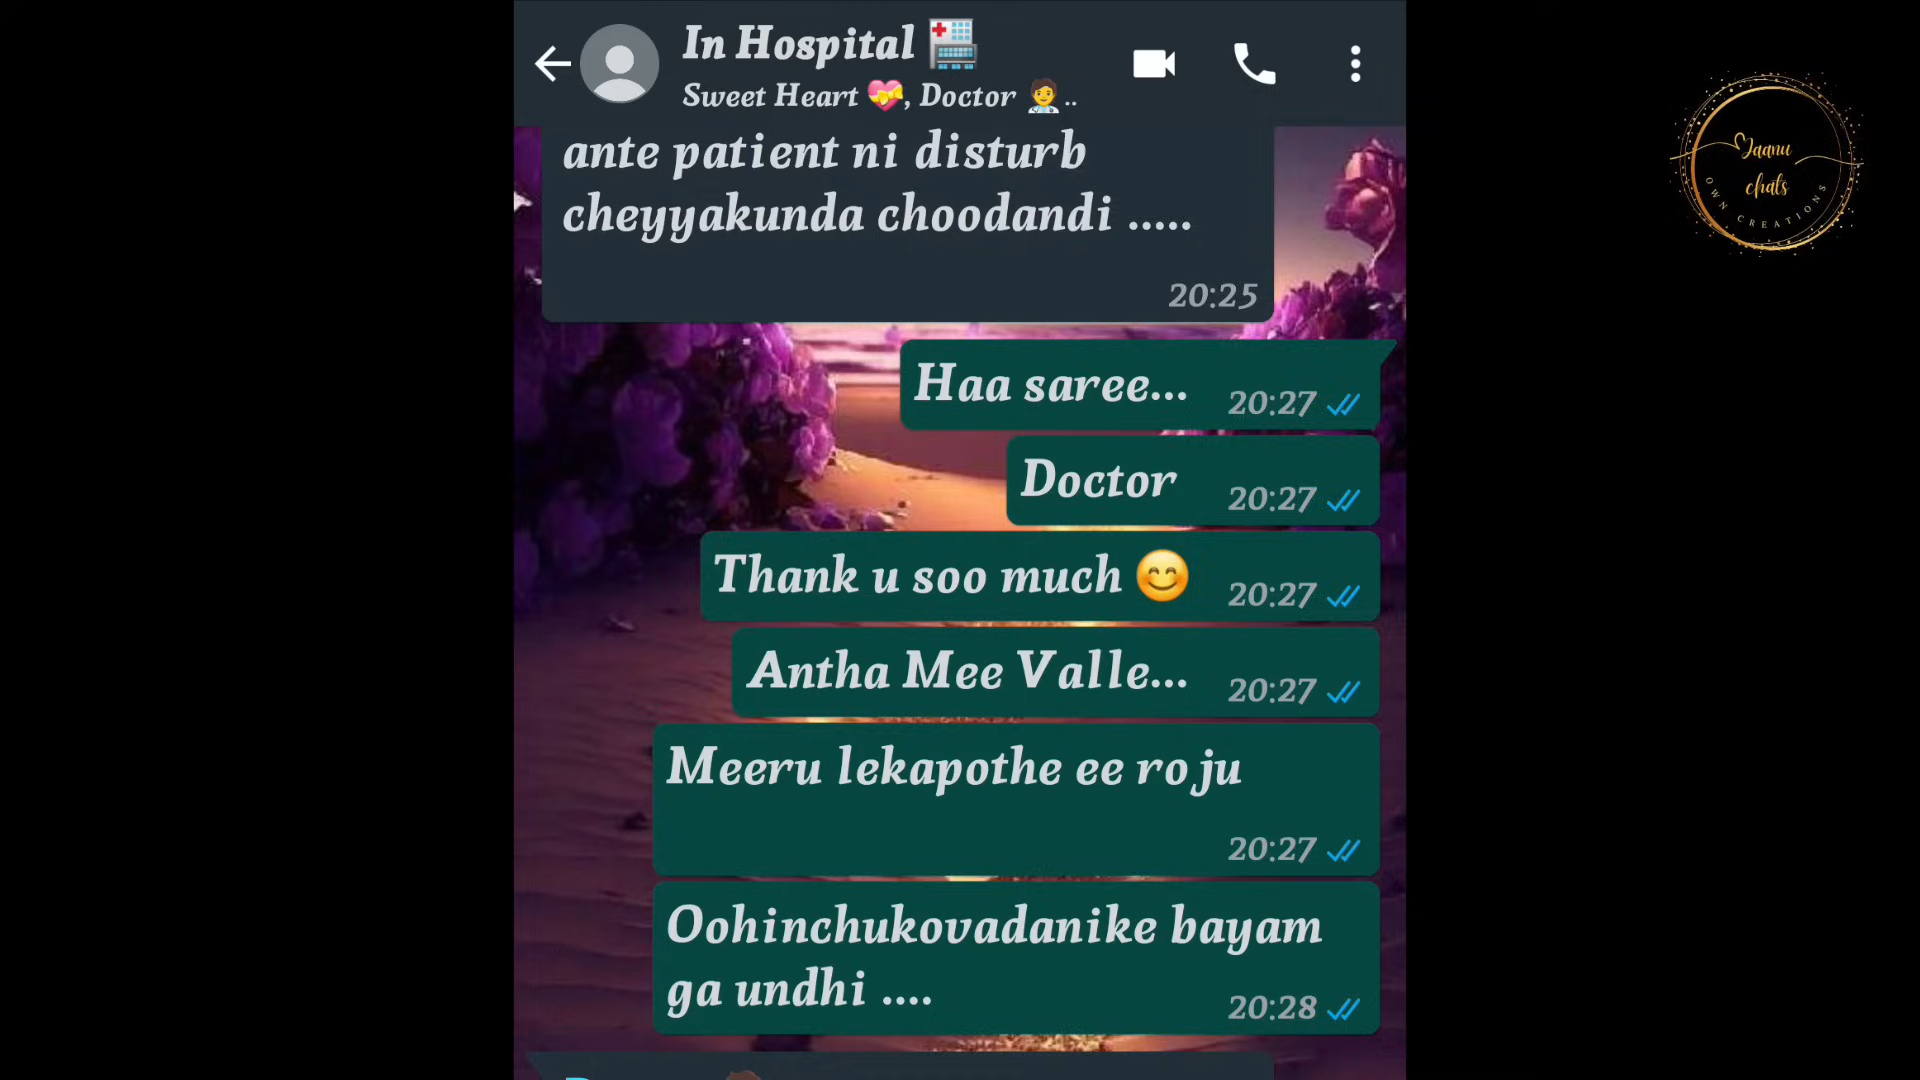 In Hospital 🏥
Sweet Heart 💝, Doctor 🧑‍⚕️..
ante patient ni disturb
cheyyakunda choodandi .....
20:25
Haa saree... 20:27
Doctor 20:27
Thank u soo much 😊 20:27
Antha Mee Valle... 20:27
Meeru lekapothe ee roju
20:27
Oohinchukovadanike bayam
ga undhi .... 20:28
Jaanu
chats
OWN CREATIONS